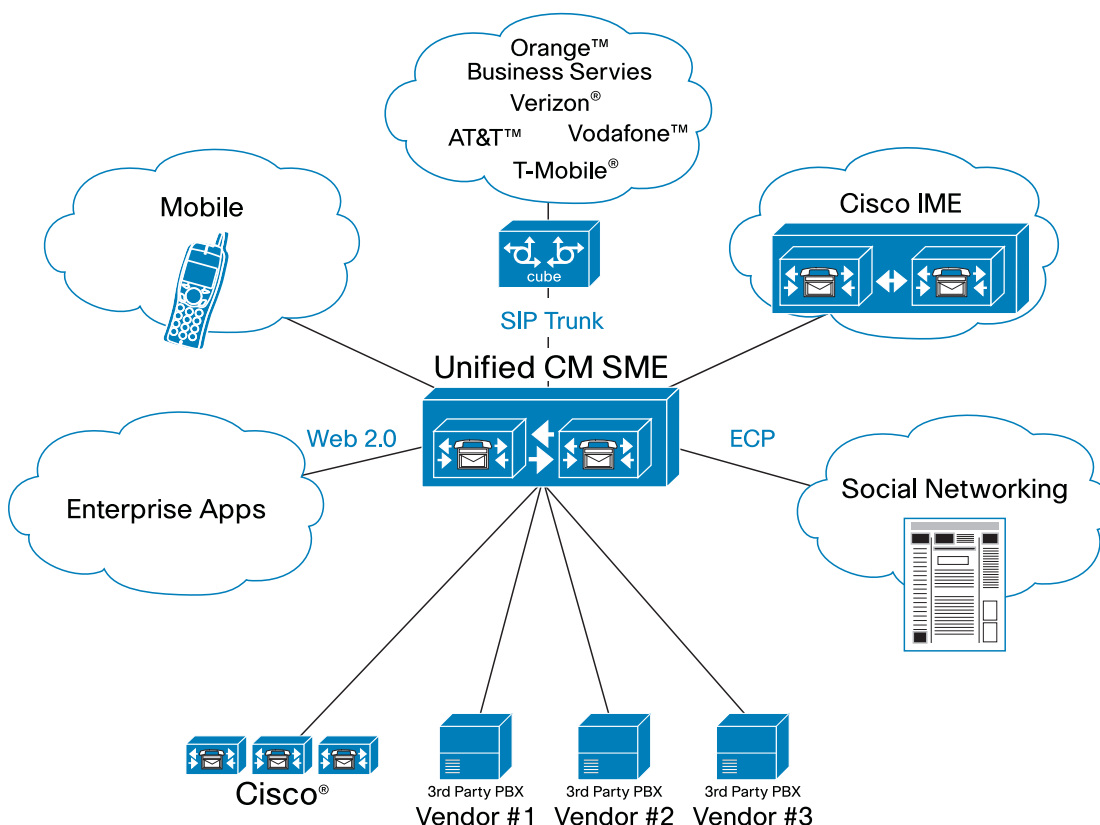 Orange™
Business Servies
Verizon®
AT&T™ Vodafone™
T-Mobile®
Mobile
Cisco IME
cube
SIP Trunk
Unified CM SME
Web 2.0
ECP
Enterprise Apps
Social Networking
Cisco®
3rd Party PBX
Vendor #1
3rd Party PBX
Vendor #2
3rd Party PBX
Vendor #3